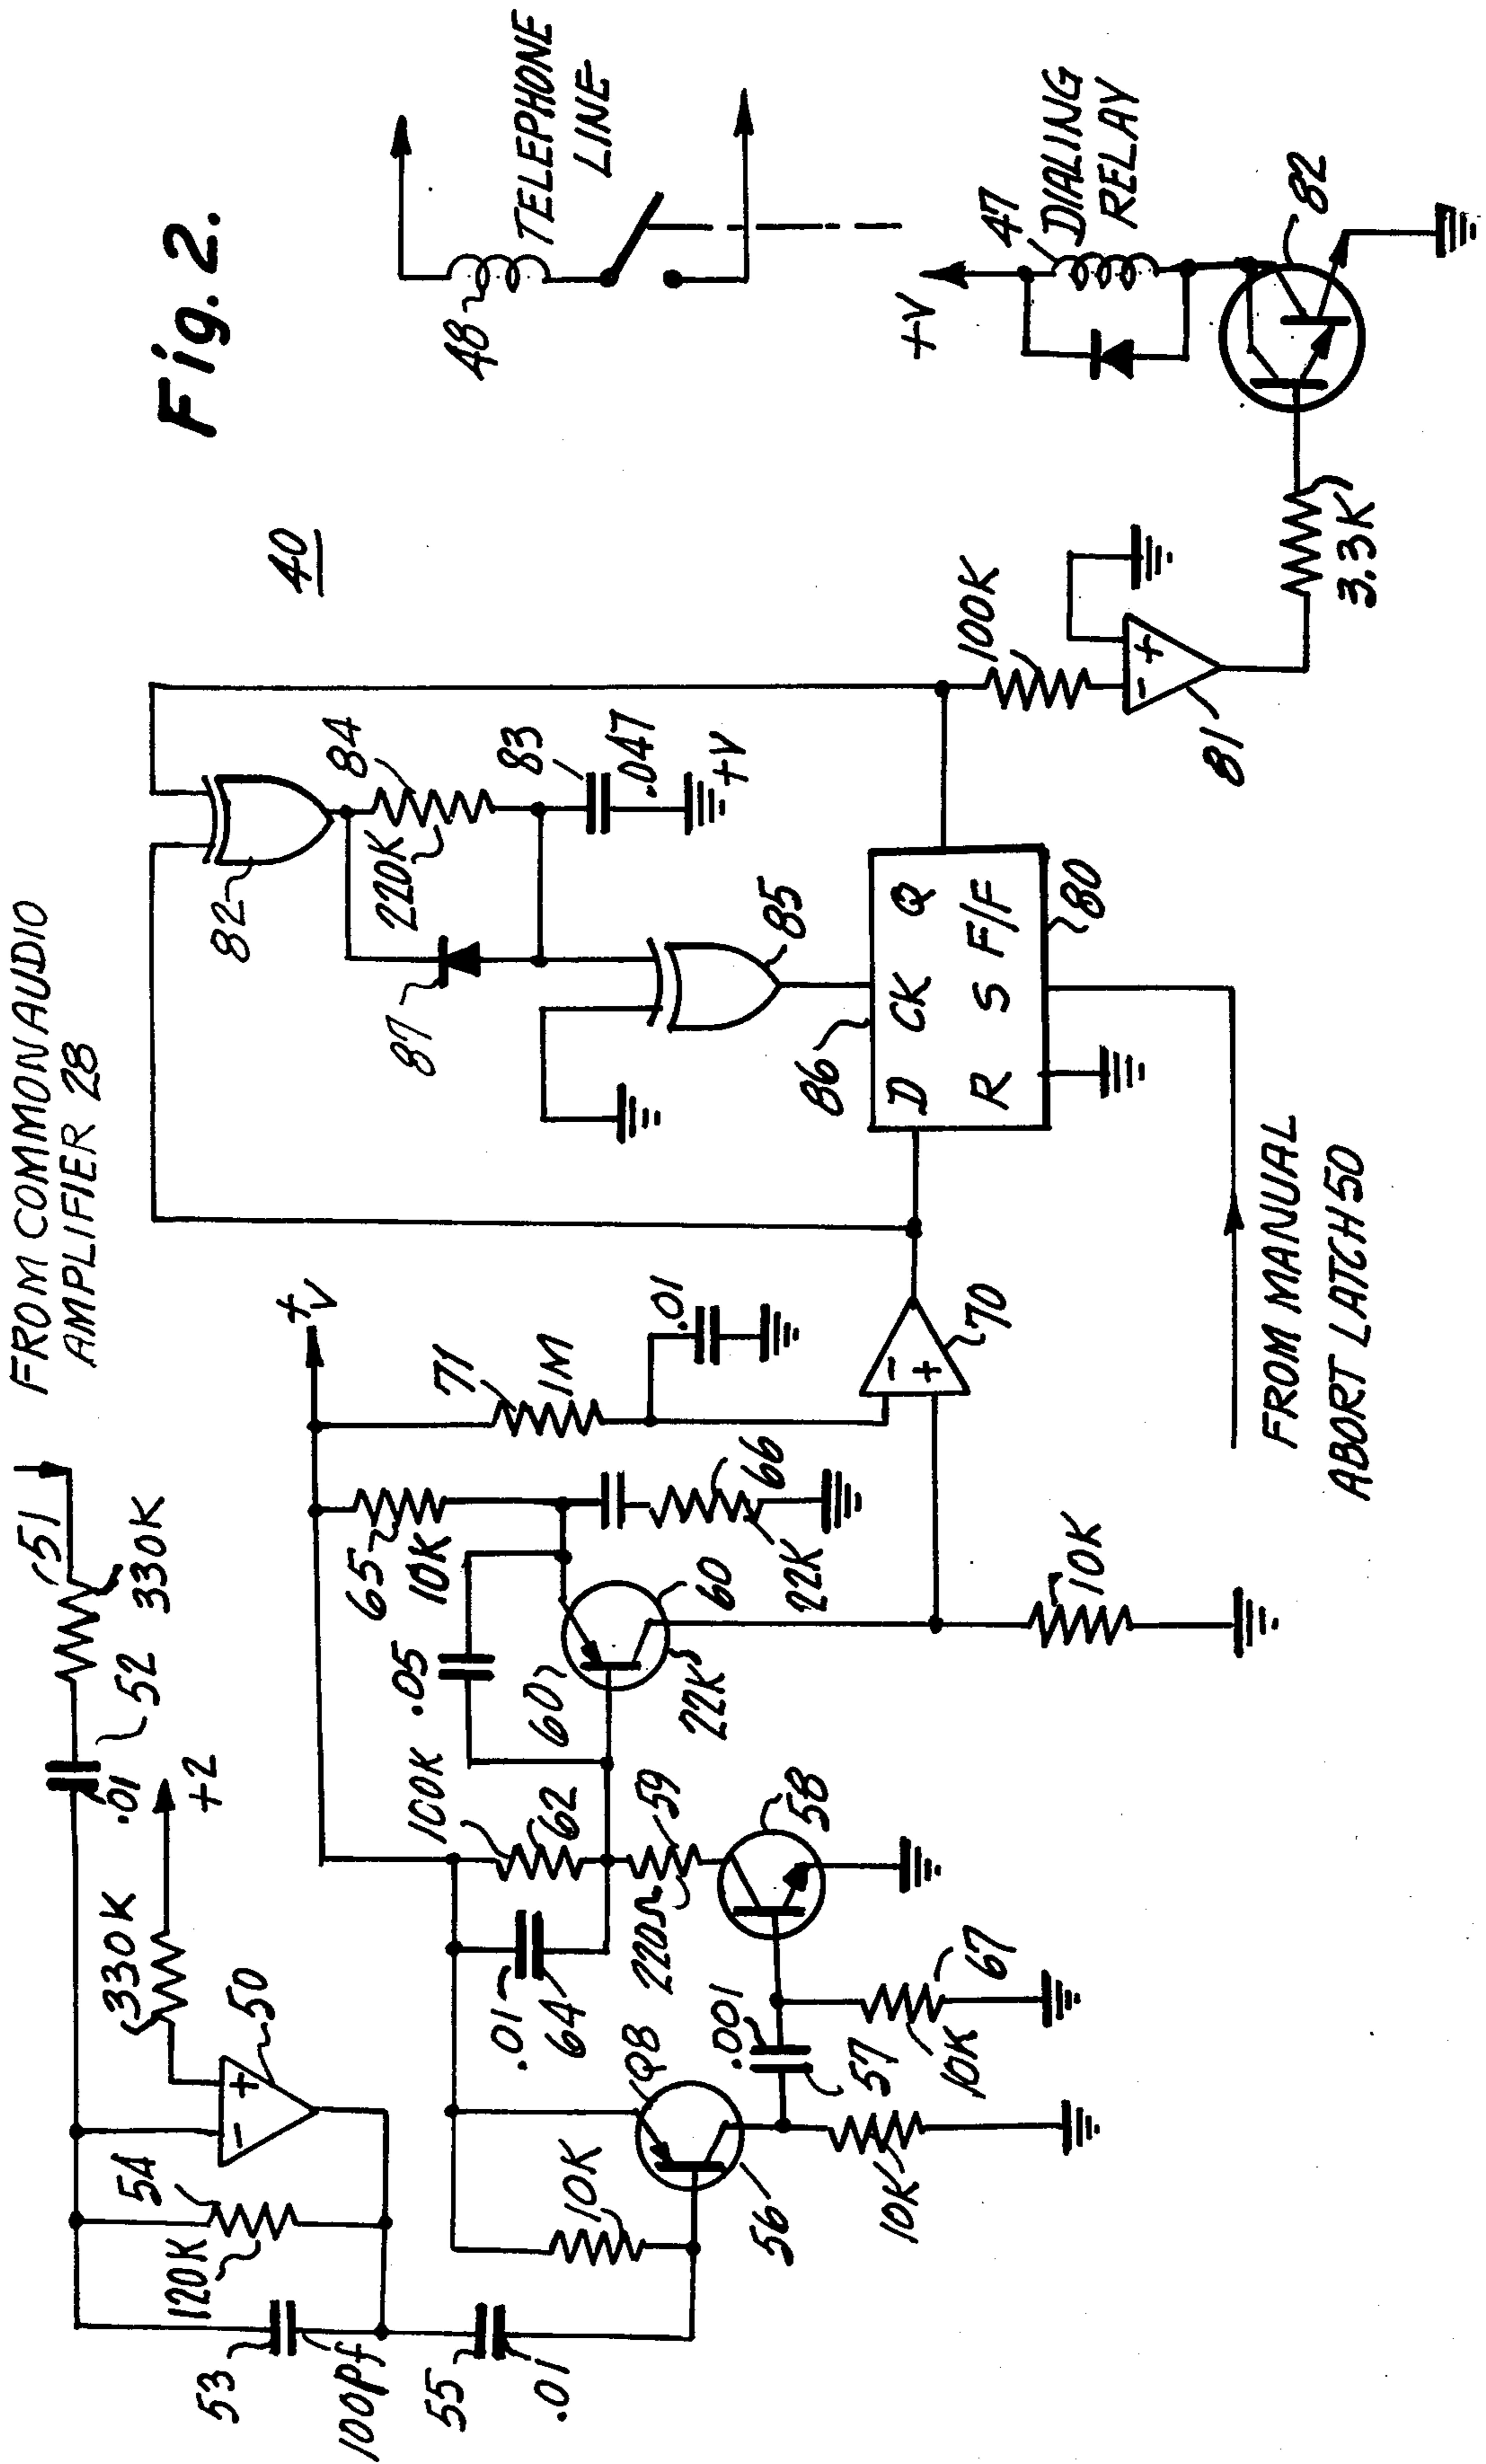 Fig. 2.
40
FROM COMMON AUDIO
AMPLIFIER 28
51
330K
52
.01
+2
330K
50
54
120K
53
100pf
55
.01
+V
100K
62
.01
64
59
220Ω
58
.05
60
60
22K
65
10K
66
22K
71
1M
.01
-
+
70
10K
Q8
56
10K
10K
.001
57
67
10K
-
+
82
84
220K
83
.047
+V
87
85
86
D CK Q
R S F/F
80
FROM MANUAL
ABORT LATCH 50
100K
-
+
81
3.3K
82
+V
47
DIALING
RELAY
48
TELEPHONE
LINE